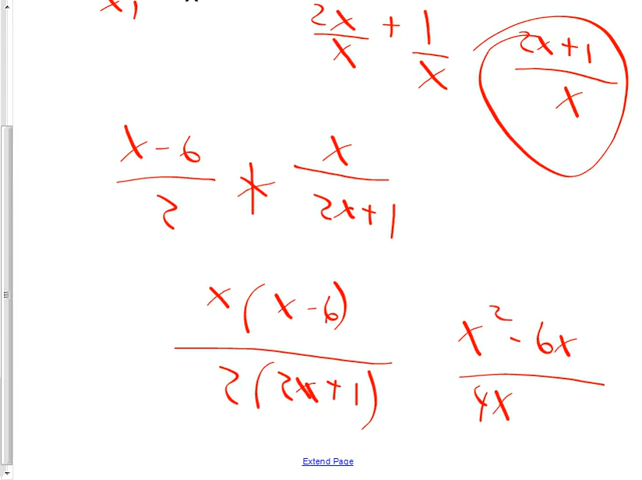 x
2x/x + 1/x
(2x+1)/x
(x-6)/2 * x/(2x+1)
x(x-6)/2(2x+1)
x²-6x/4x
Extend Page